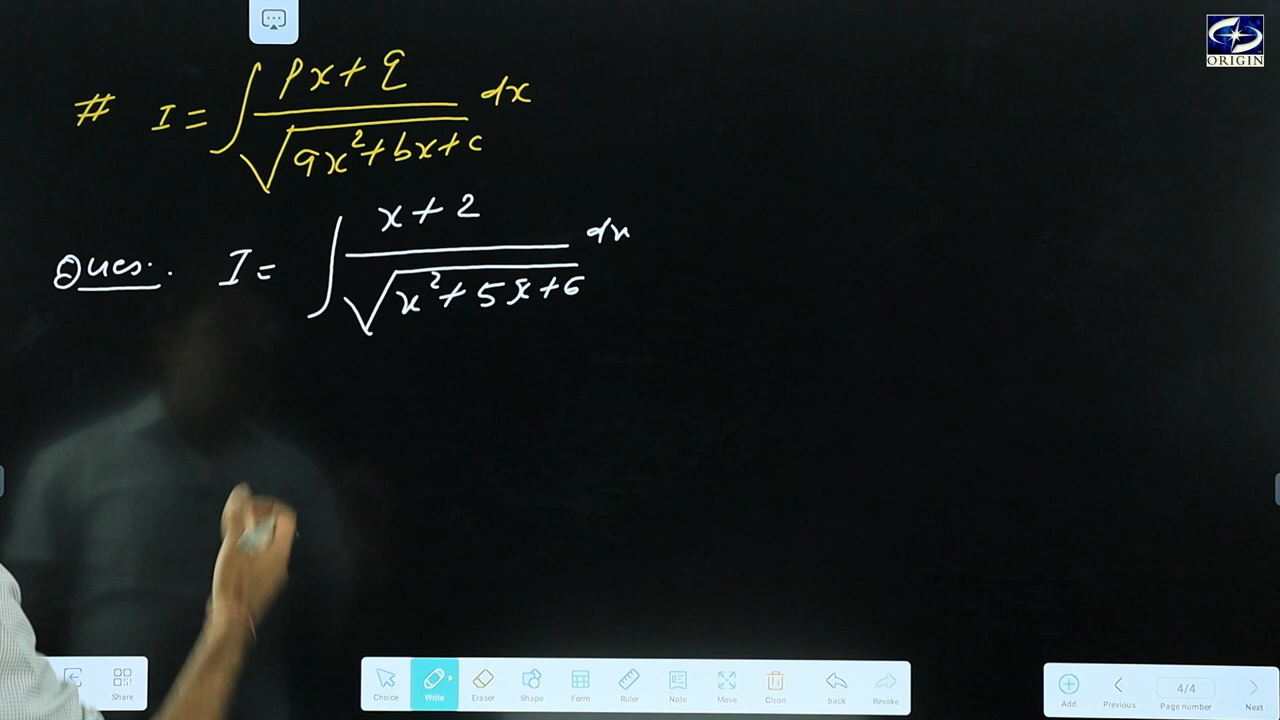 # I = ∫ px+q / √(ax²+bx+c) dx
Ques. I = ∫ x+2 / √(x²+5x+6) dx
ORIGIN
Share
Choice
Write
Eraser
Shape
Form
Ruler
Note
Move
Clean
back
Revoke
Add
Previous
4/4
Page number
Next